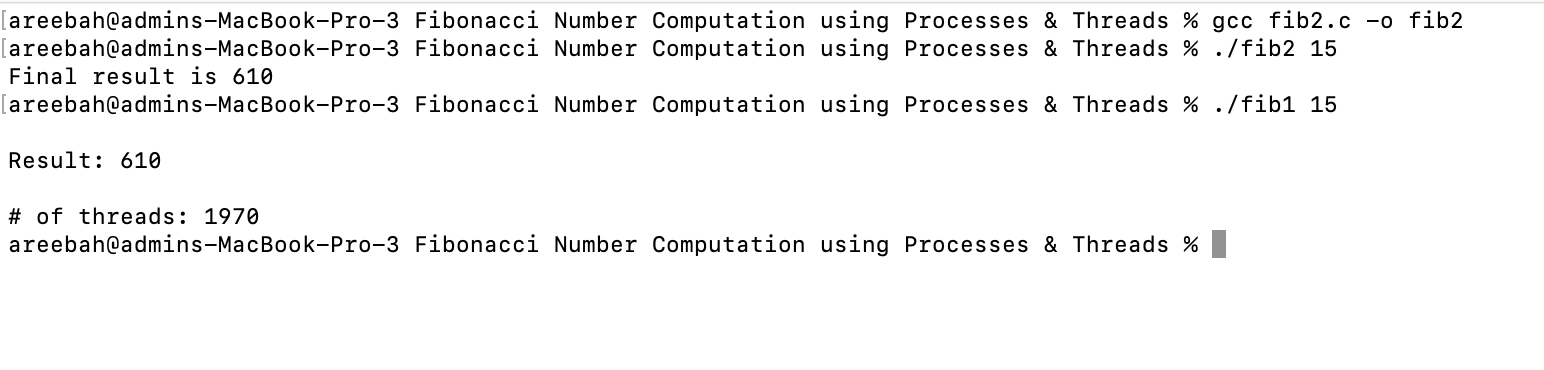 [areebah@admins-MacBook-Pro-3 Fibonacci Number Computation using Processes & Threads % gcc fib2.c -o fib2
[areebah@admins-MacBook-Pro-3 Fibonacci Number Computation using Processes & Threads % ./fib2 15
Final result is 610
[areebah@admins-MacBook-Pro-3 Fibonacci Number Computation using Processes & Threads % ./fib1 15
Result: 610
# of threads: 1970
areebah@admins-MacBook-Pro-3 Fibonacci Number Computation using Processes & Threads %